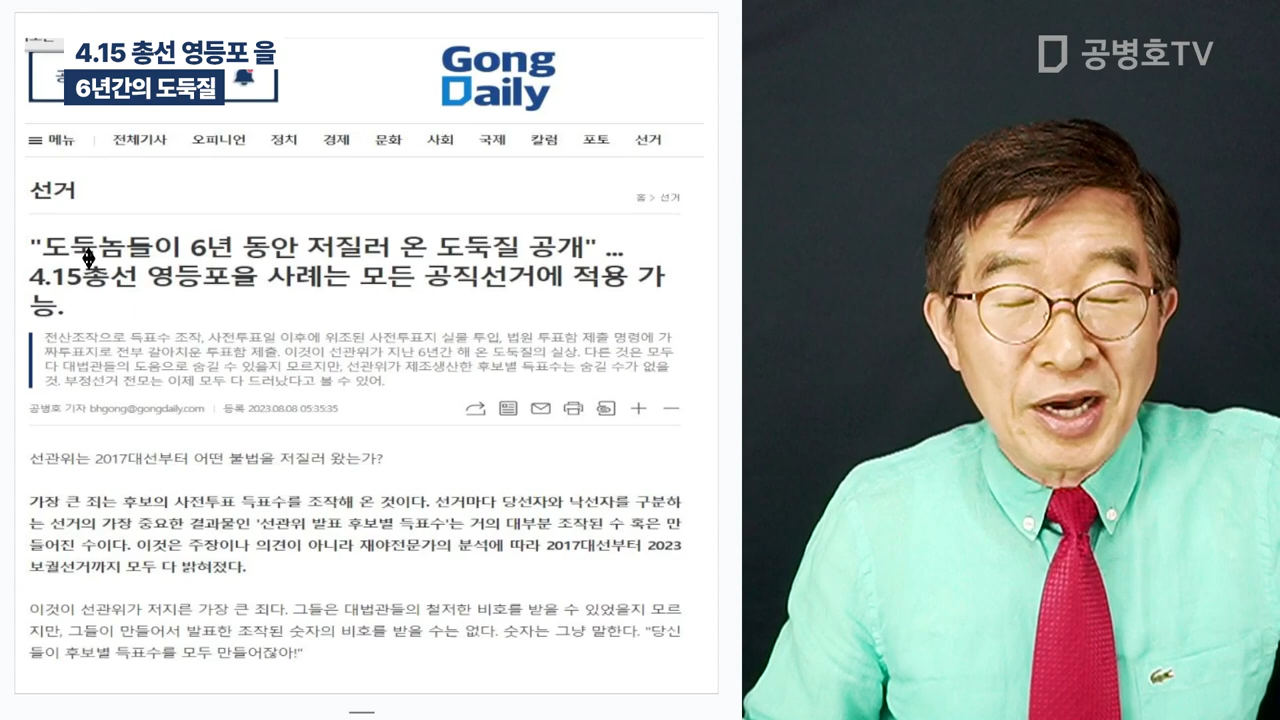 4.15 총선 영등포 을
6년간의 도둑질
Gong
Daily
공병호TV
메뉴 전체기사 오피니언 정치 경제 문화 사회 국제 칼럼 포토 선거
선거
홈 > 선거
"도둑놈들이 6년 동안 저질러 온 도둑질 공개" ...
4.15총선 영등포을 사례는 모든 공직선거에 적용 가
능.
전산조작으로 득표수 조작, 사전투표일 이후에 위조된 사전투표지 실물 투입, 법원 투표함 제출 명령에 가
짜투표지로 전부 갈아치운 투표함 제출. 이것이 선관위가 지난 6년간 해 온 도둑질의 실상. 다른 것은 모두
다 대법관들의 도움으로 숨길 수 있을지 모르지만, 선관위가 제조생산한 후보별 득표수는 숨길 수가 없을
것. 부정선거 전모는 이제 모두 다 드러났다고 볼 수 있어.
공병호 기자 bhgong@gongdaily.com | 등록 2023.08.08 05:35:35
선관위는 2017대선부터 어떤 불법을 저질러 왔는가?
가장 큰 죄는 후보의 사전투표 득표수를 조작해 온 것이다. 선거마다 당선자와 낙선자를 구분하
는 선거의 가장 중요한 결과물인 '선관위 발표 후보별 득표수'는 거의 대부분 조작된 수 혹은 만
들어진 수이다. 이것은 주장이나 의견이 아니라 재야전문가의 분석에 따라 2017대선부터 2023
보궐선거까지 모두 다 밝혀졌다.
이것이 선관위가 저지른 가장 큰 죄다. 그들은 대법관들의 철저한 비호를 받을 수 있었을지 모르
지만, 그들이 만들어서 발표한 조작된 숫자의 비호를 받을 수는 없다. 숫자는 그냥 말한다. "당신
들이 후보별 득표수를 모두 만들어잖아!"